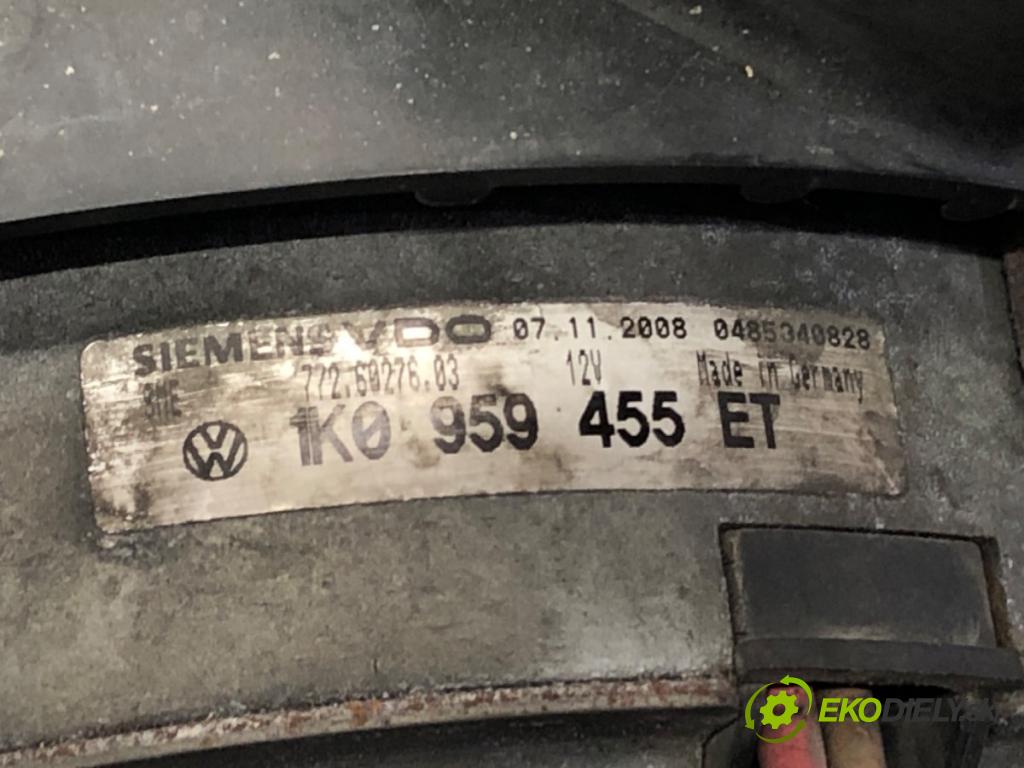 SIEMENS VDO 07.11.2008 0485340828
772.60276.03 12V Made in Germany
1K0 959 455 ET
EKODIELY.SK